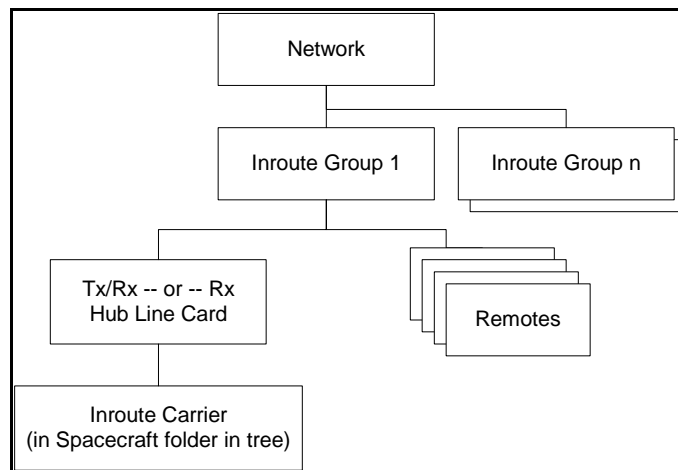 Network
Inroute Group 1
Inroute Group n
Tx/Rx -- or -- Rx
Hub Line Card
Remotes
Inroute Carrier
(in Spacecraft folder in tree)